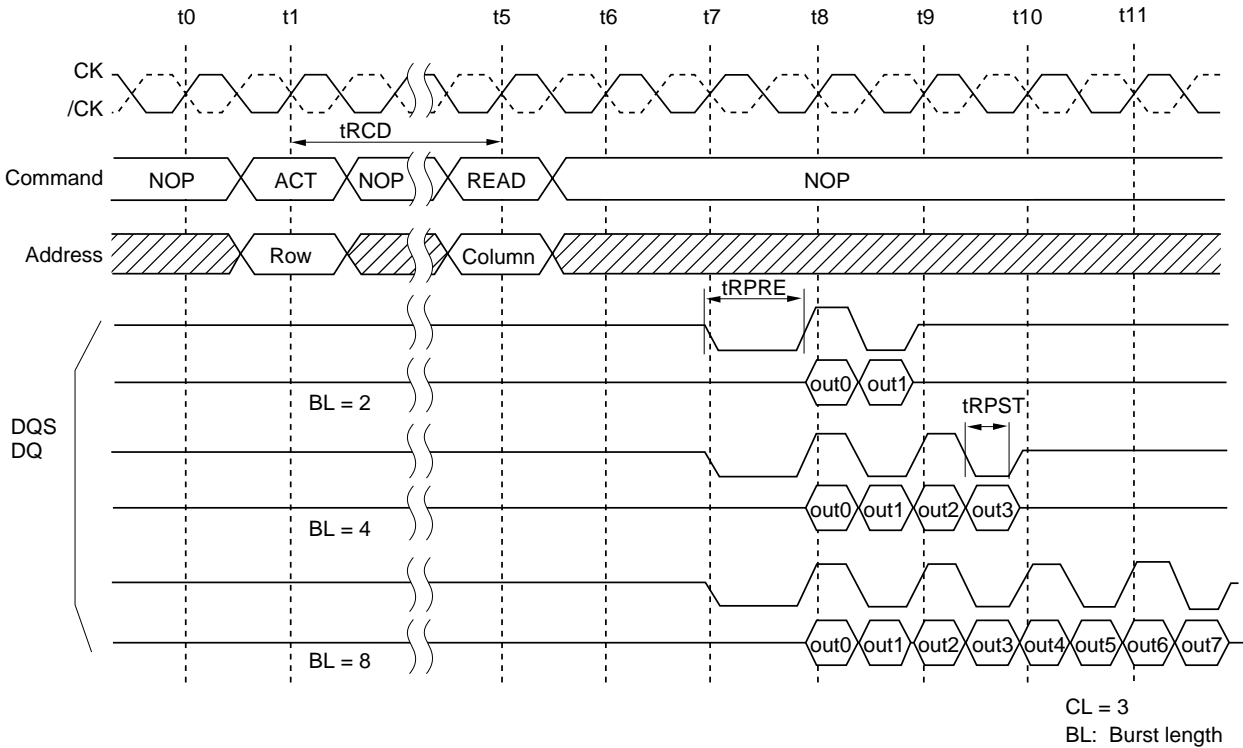 t0 t1 t5 t6 t7 t8 t9 t10 t11
CK
/CK
tRCD
Command NOP ACT NOP READ NOP
Address Row Column
tRPRE
out0 out1
BL = 2
tRPST
DQS
DQ
out0 out1 out2 out3
BL = 4
out0 out1 out2 out3 out4 out5 out6 out7
BL = 8
CL = 3
BL: Burst length